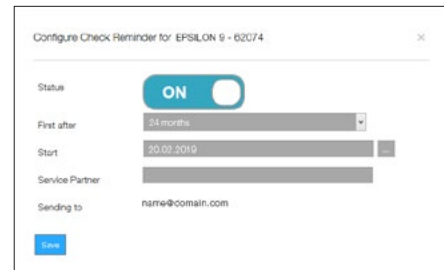 Configure Check Reminder for EPSILON 9 - 62074 ×
Status ON
First after 24 months
Start 20.02.2019 ...
Service Partner
Sending to name@domain.com
Save